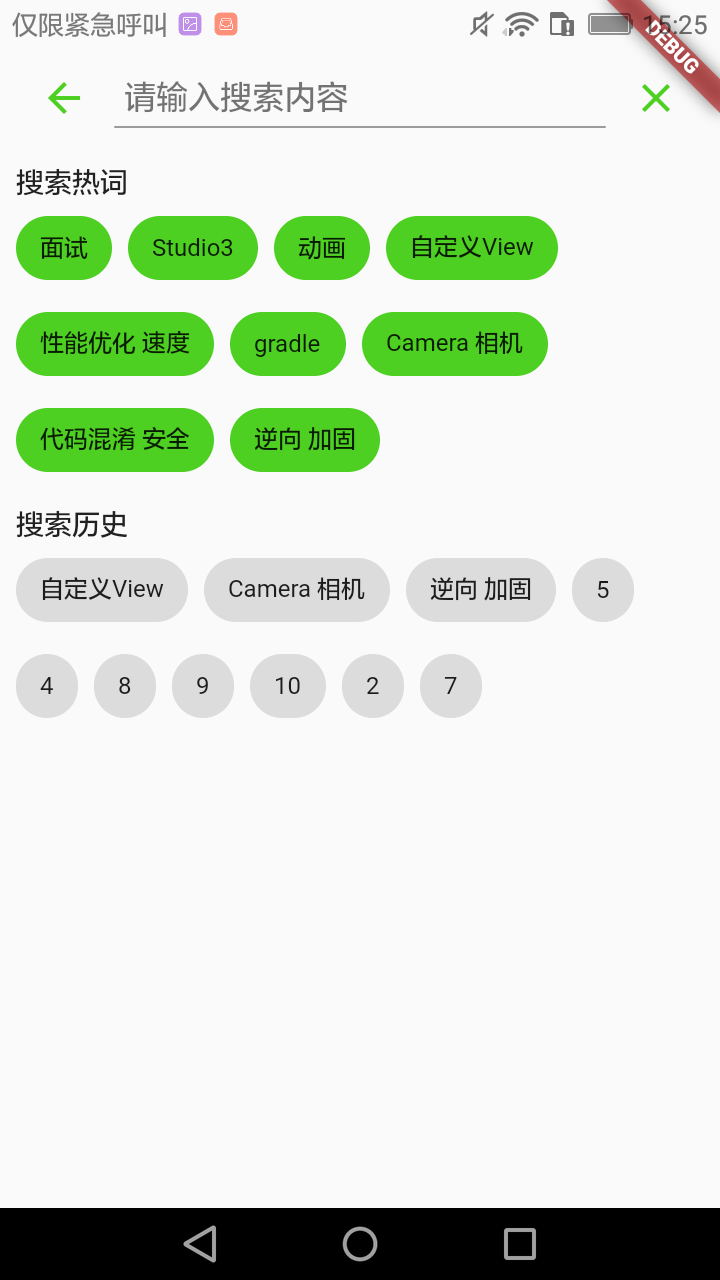 仅限紧急呼叫 15:25
DEBUG
请输入搜索内容
搜索热词
面试 Studio3 动画 自定义View
性能优化 速度 gradle Camera 相机
代码混淆 安全 逆向 加固
搜索历史
自定义View Camera 相机 逆向 加固 5
4 8 9 10 2 7